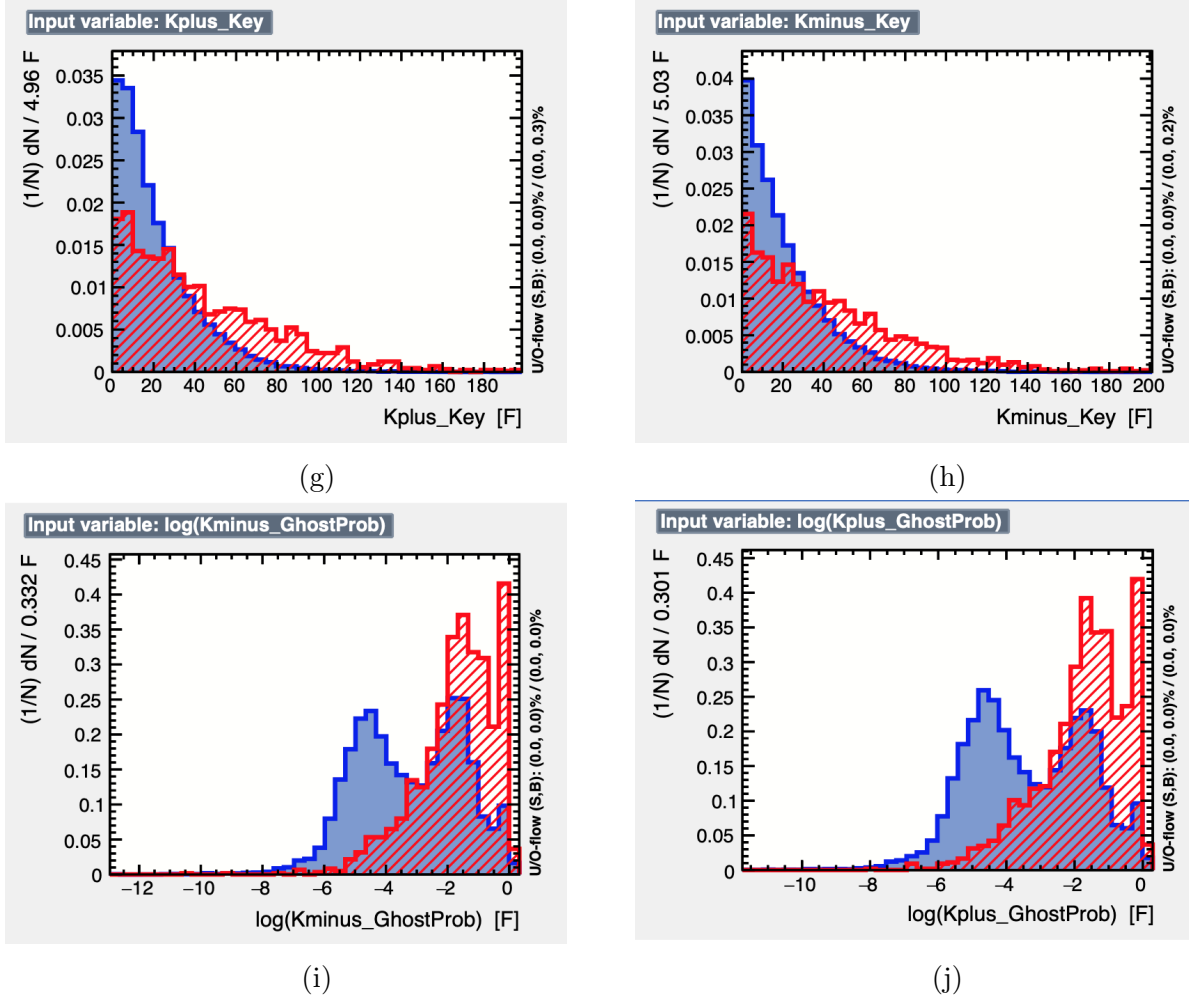 Input variable: Kplus_Key
(1/N) dN / 4.96 F
0.035
0.03
0.025
0.02
0.015
0.01
0.005
0
0 20 40 60 80 100 120 140 160 180
Kplus_Key [F]
U/O-flow (S,B): (0.0, 0.0)% / (0.0, 0.3)%
(g)
Input variable: Kminus_Key
(1/N) dN / 5.03 F
0.04
0.03
0.025
0.02
0.015
0.01
0.005
0
0 20 40 60 80 100 120 140 160 180 200
Kminus_Key [F]
U/O-flow (S,B): (0.0, 0.0)% / (0.0, 0.2)%
(h)
Input variable: log(Kminus_GhostProb)
(1/N) dN / 0.332 F
0.45
0.4
0.35
0.3
0.25
0.2
0.15
0.1
0.05
0
−12 −10 −8 −6 −4 −2 0
log(Kminus_GhostProb) [F]
U/O-flow (S,B): (0.0, 0.0)% / (0.0, 0.0)%
(i)
Input variable: log(Kplus_GhostProb)
(1/N) dN / 0.301 F
0.45
0.4
0.35
0.3
0.25
0.2
0.15
0.1
0.05
0
−10 −8 −6 −4 −2 0
log(Kplus_GhostProb) [F]
U/O-flow (S,B): (0.0, 0.0)% / (0.0, 0.0)%
(j)